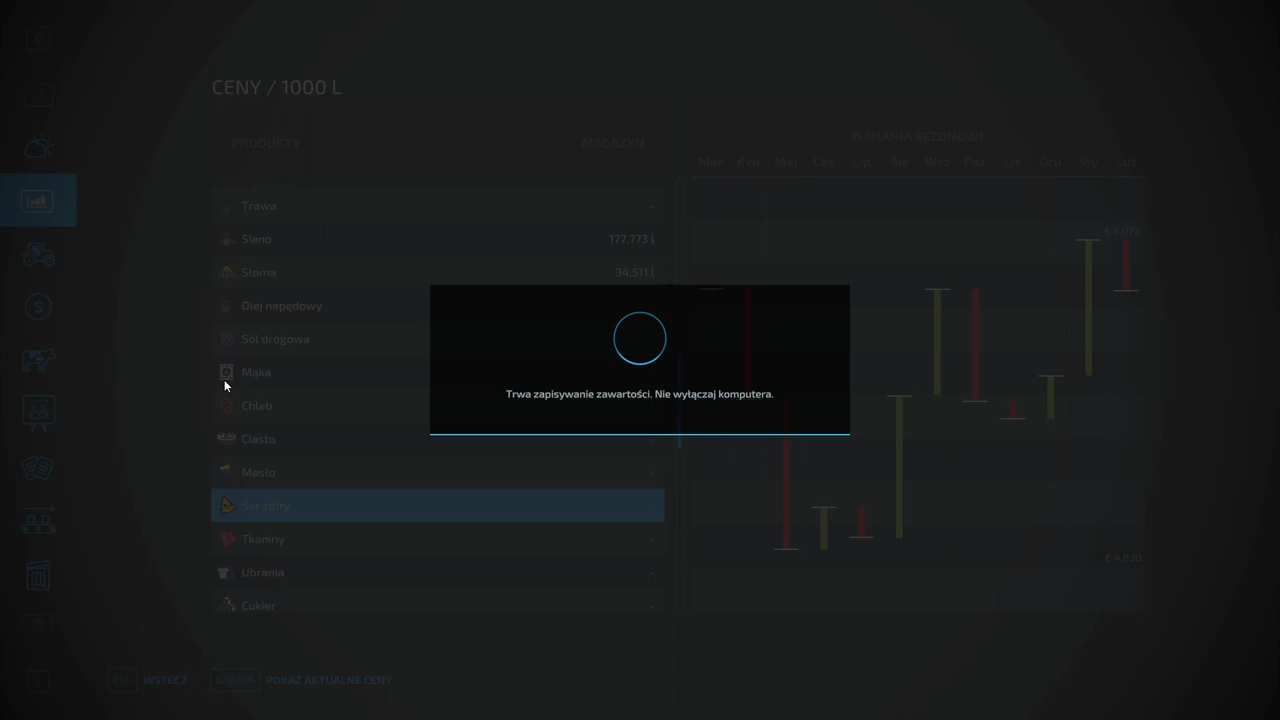 CENY / 1000 L
PRODUKTY MAGAZYN
WAHANIA SEZONOWE
Mar Kwi Maj Cze Lip Sie Wrz Paź Lis Gru Sty Lut
Trawa -
Siano 177,773 l
Słoma 34,511 l
Olej napędowy
Sól drogowa
Mąka
Chleb
Ciasto -
Masło -
Ser żółty -
Tkaniny -
Ubrania -
Cukier -
€ 6,072
€ 4,830
Trwa zapisywanie zawartości. Nie wyłączaj komputera.
ESC WSTECZ SPACJA POKAŻ AKTUALNE CENY